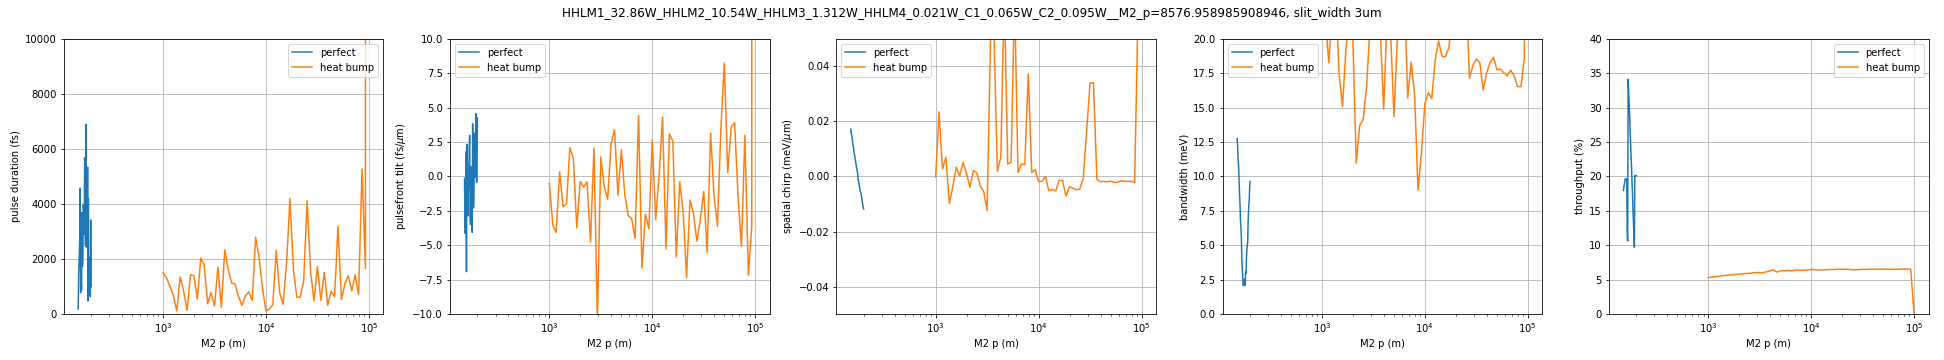 HHLM1_32.86W_HHLM2_10.54W_HHLM3_1.312W_HHLM4_0.021W_C1_0.065W_C2_0.095W__M2_p=8576.958985908946, slit_width 3um
pulse duration (fs)
10000
8000
6000
4000
2000
0
perfect
heat bump
10³
10⁴
10⁵
M2 p (m)
pulsefront tilt (fs/μm)
10.0
7.5
5.0
2.5
0.0
−2.5
−5.0
−7.5
−10.0
perfect
heat bump
10³
10⁴
10⁵
M2 p (m)
spatial chirp (meV/μm)
0.04
0.02
0.00
−0.02
−0.04
perfect
heat bump
10³
10⁴
10⁵
M2 p (m)
bandwidth (meV)
20.0
17.5
15.0
12.5
10.0
7.5
5.0
2.5
0.0
perfect
heat bump
10³
10⁴
10⁵
M2 p (m)
throughput (%)
40
35
30
25
20
15
10
5
0
perfect
heat bump
10³
10⁴
10⁵
M2 p (m)